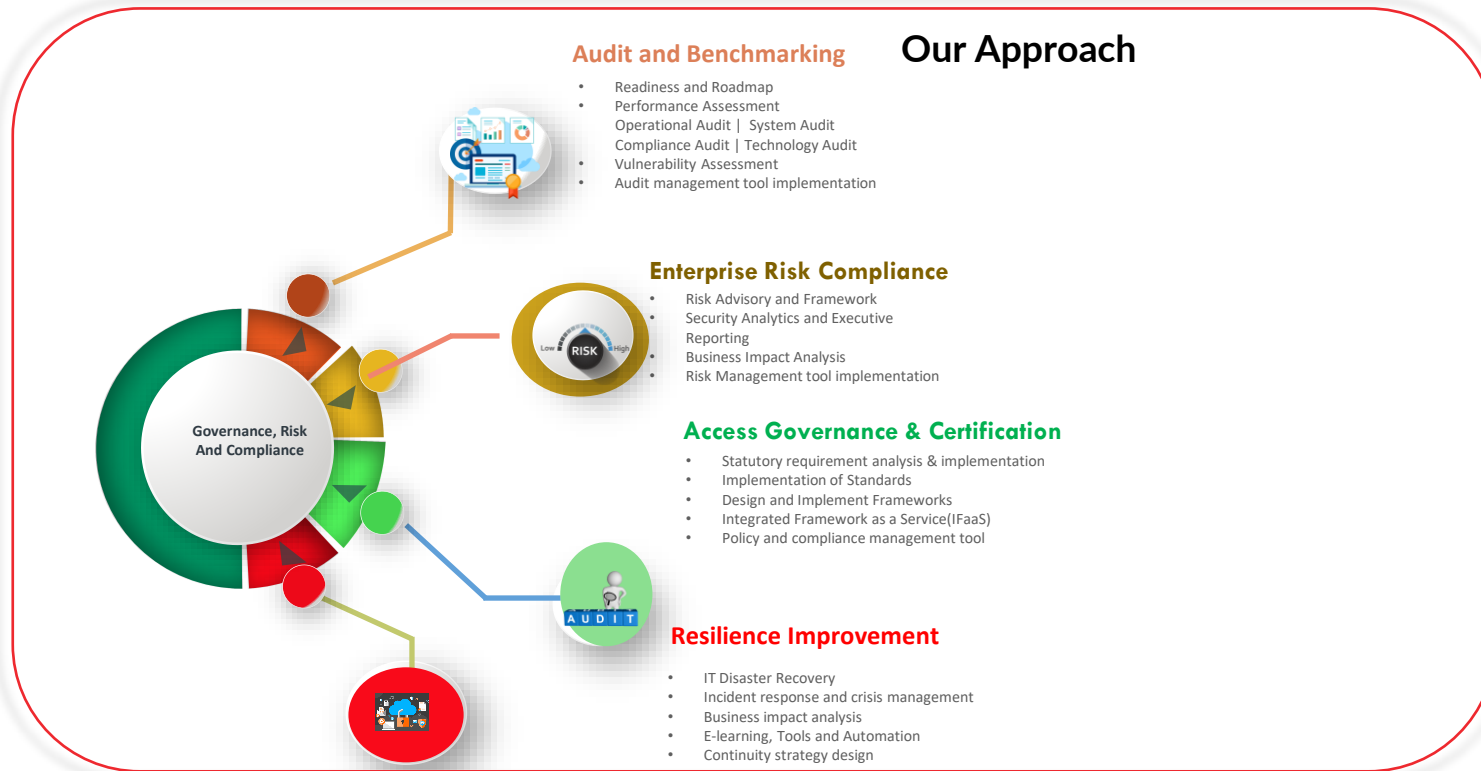 Our Approach
Audit and Benchmarking
• Readiness and Roadmap
• Performance Assessment
Operational Audit | System Audit
Compliance Audit | Technology Audit
• Vulnerability Assessment
• Audit management tool implementation
Enterprise Risk Compliance
• Risk Advisory and Framework
• Security Analytics and Executive
Reporting
• Business Impact Analysis
• Risk Management tool implementation
Low RISK High
Governance, Risk
And Compliance
Access Governance & Certification
• Statutory requirement analysis & implementation
• Implementation of Standards
• Design and Implement Frameworks
• Integrated Framework as a Service(IFaaS)
• Policy and compliance management tool
AUDIT
Resilience Improvement
• IT Disaster Recovery
• Incident response and crisis management
• Business impact analysis
• E-learning, Tools and Automation
• Continuity strategy design